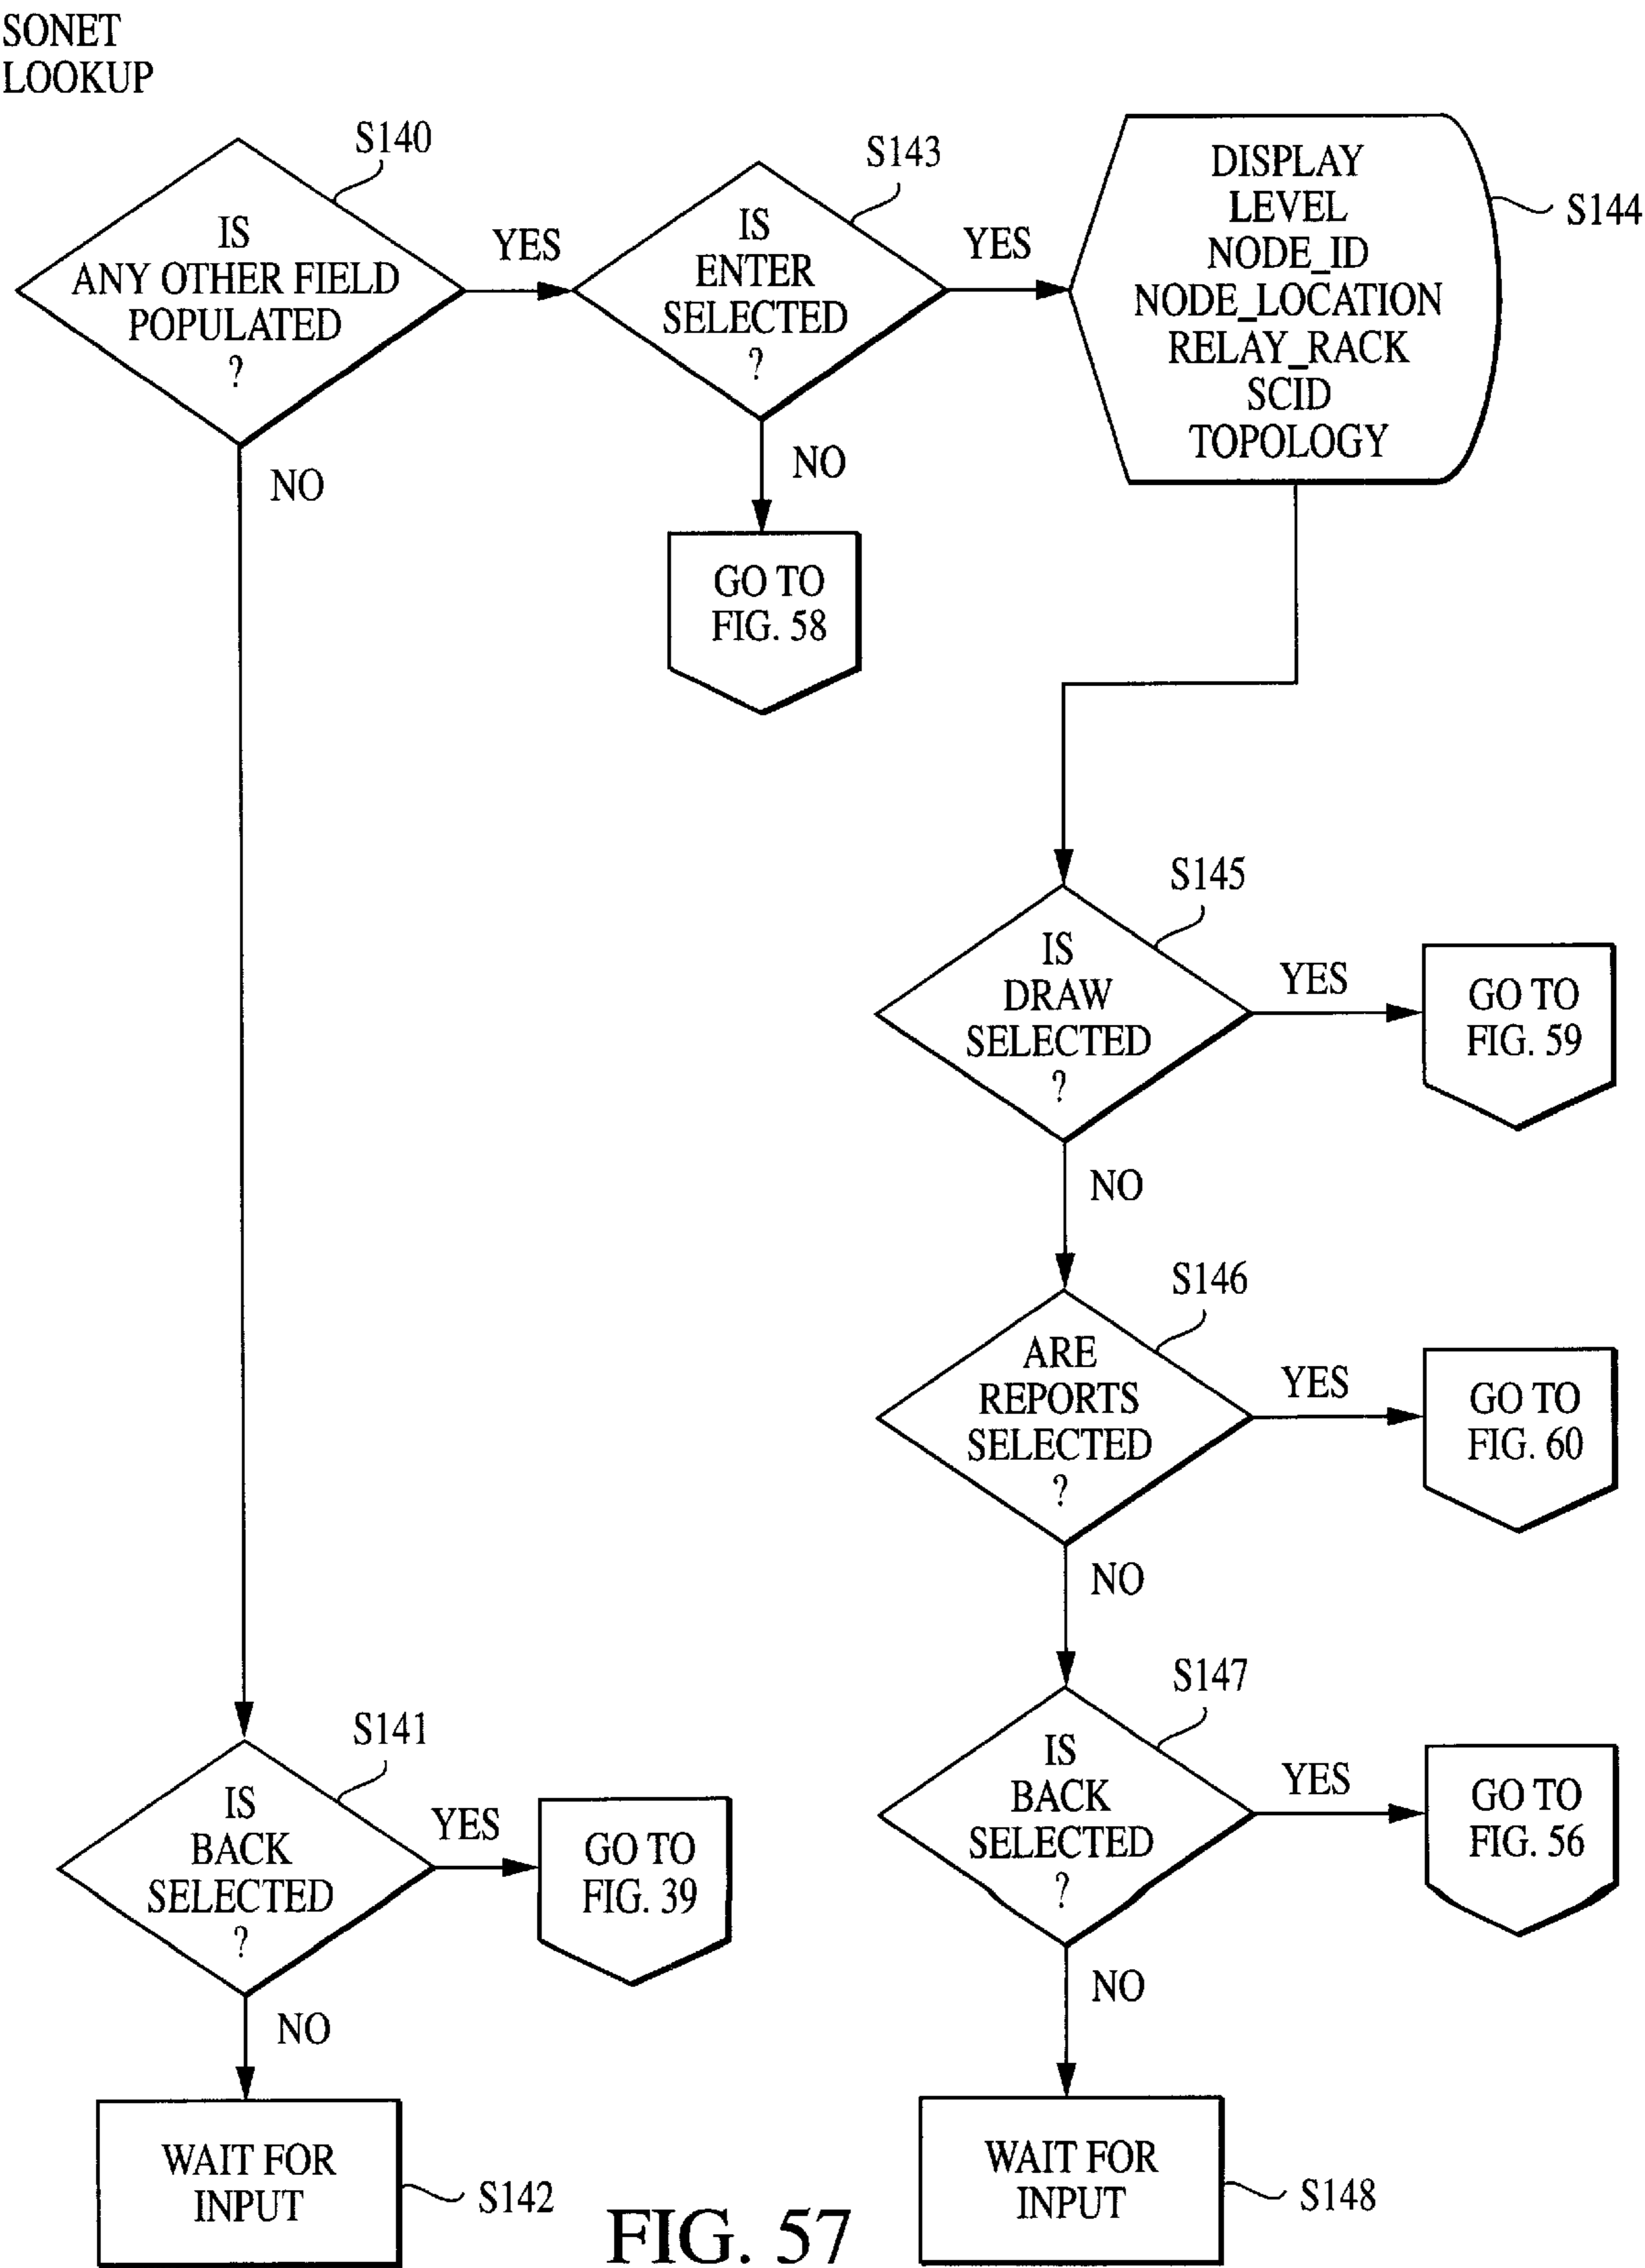 SONET
LOOKUP
S140
IS
ANY OTHER FIELD
POPULATED
?
YES
NO
S143
IS
ENTER
SELECTED
?
YES
NO
GO TO
FIG. 58
DISPLAY
LEVEL
NODE_ID
NODE_LOCATION
RELAY_RACK
SCID
TOPOLOGY
S144
S145
IS
DRAW
SELECTED
?
YES
GO TO
FIG. 59
NO
S146
ARE
REPORTS
SELECTED
?
YES
GO TO
FIG. 60
NO
S147
IS
BACK
SELECTED
?
YES
GO TO
FIG. 56
NO
WAIT FOR
INPUT
S148
S141
IS
BACK
SELECTED
?
YES
GO TO
FIG. 39
NO
WAIT FOR
INPUT
S142
FIG. 57